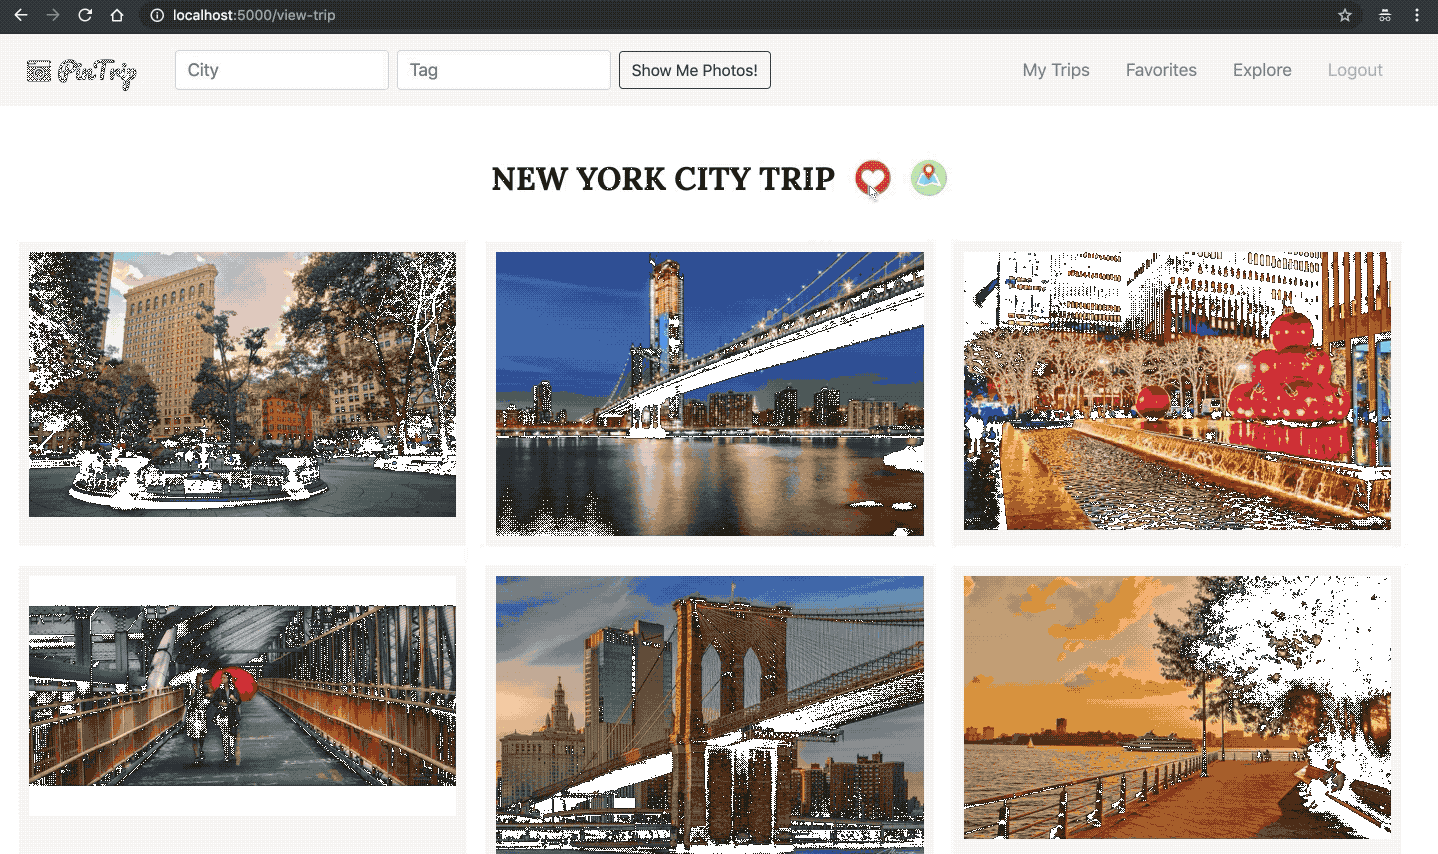 localhost:5000/view-trip
PinTrip
City
Tag
Show Me Photos!
My Trips
Favorites
Explore
Logout
NEW YORK CITY TRIP